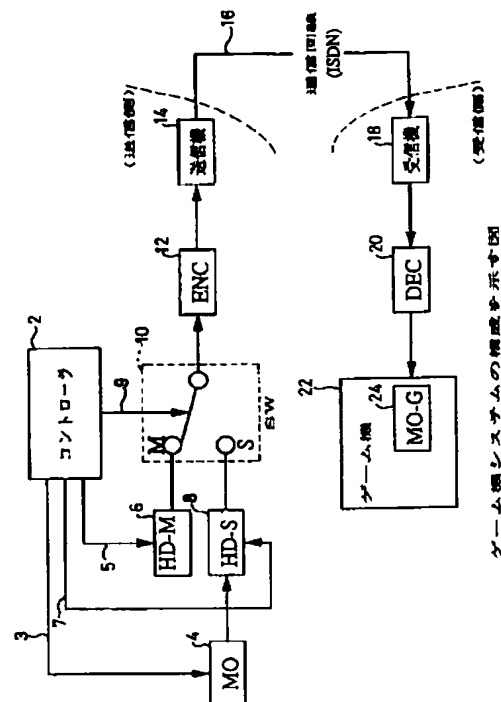 2
コントローラ
3
7
5
9
4
MO
6
HD-M
8
HD-S
M
S
10
SW
12
ENC
14
送信機
(送信側)
16
通信回線
(ISDN)
18
受信機
(受信側)
20
DEC
22
ゲーム機
24
MO-G
ゲーム機システムの構成を示す図